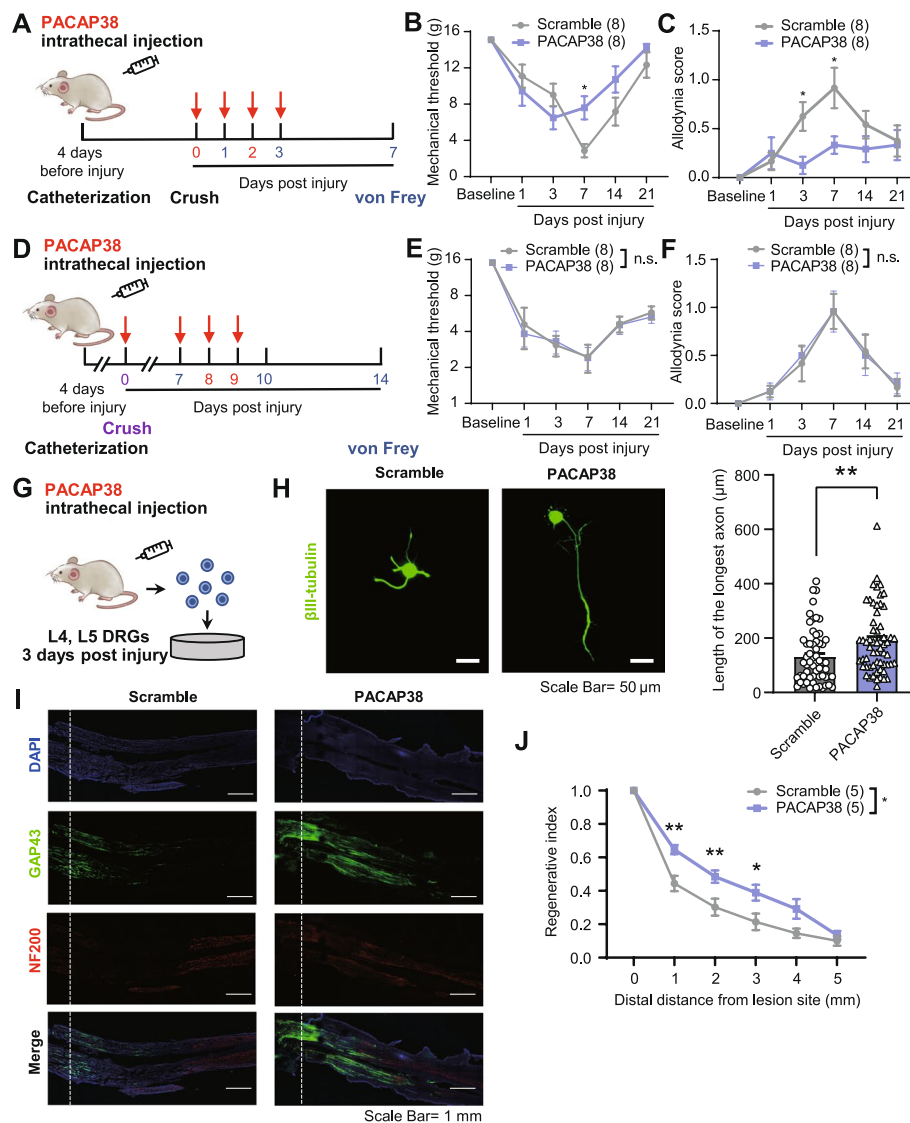 A
PACAP38
intrathecal injection
0 1 2 3 7
4 days
before injury
Days post injury
Catheterization Crush von Frey
B
Scramble (8)
PACAP38 (8)
Mechanical threshold (g)
16
12
8
4
0
*
Baseline 1 3 7 14 21
Days post injury
C
Scramble (8)
PACAP38 (8)
Allodynia score
1.5
1.0
0.5
0.0
* *
Baseline 1 3 7 14 21
Days post injury
D
PACAP38
intrathecal injection
0 7 8 9 10 14
4 days
before injury
Days post injury
Crush
Catheterization
von Frey
E
Scramble (8)
PACAP38 (8)
n.s.
Mechanical threshold (g)
16
8
4
2
1
Baseline 1 3 7 14 21
Days post injury
F
Scramble (8)
PACAP38 (8)
n.s.
Allodynia score
1.5
1.0
0.5
0.0
Baseline 1 3 7 14 21
Days post injury
G
PACAP38
intrathecal injection
L4, L5 DRGs
3 days post injury
H
Scramble PACAP38
βIII-tubulin
Scale Bar= 50 μm
Length of the longest axon (μm)
800
600
400
200
0
**
Scramble PACAP38
I
Scramble PACAP38
DAPI
GAP43
NF200
Merge
Scale Bar= 1 mm
J
Scramble (5)
PACAP38 (5)
*
Regenerative index
1.0
0.8
0.6
0.4
0.2
0.0
** ** *
0 1 2 3 4 5
Distal distance from lesion site (mm)